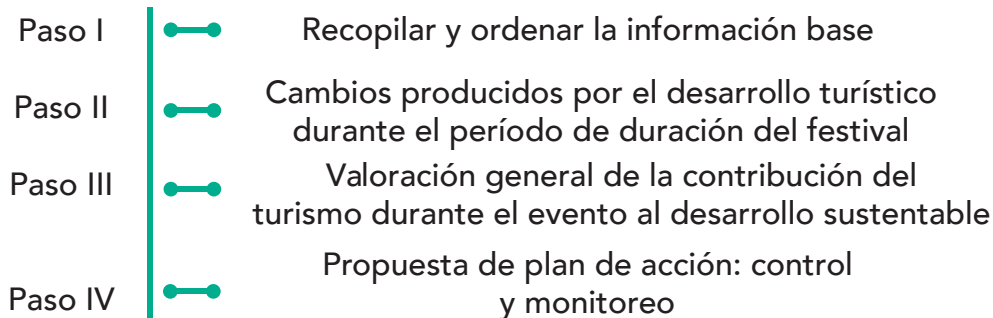 Paso I
Recopilar y ordenar la información base
Paso II
Cambios producidos por el desarrollo turístico
durante el período de duración del festival
Paso III
Valoración general de la contribución del
turismo durante el evento al desarrollo sustentable
Paso IV
Propuesta de plan de acción: control
y monitoreo